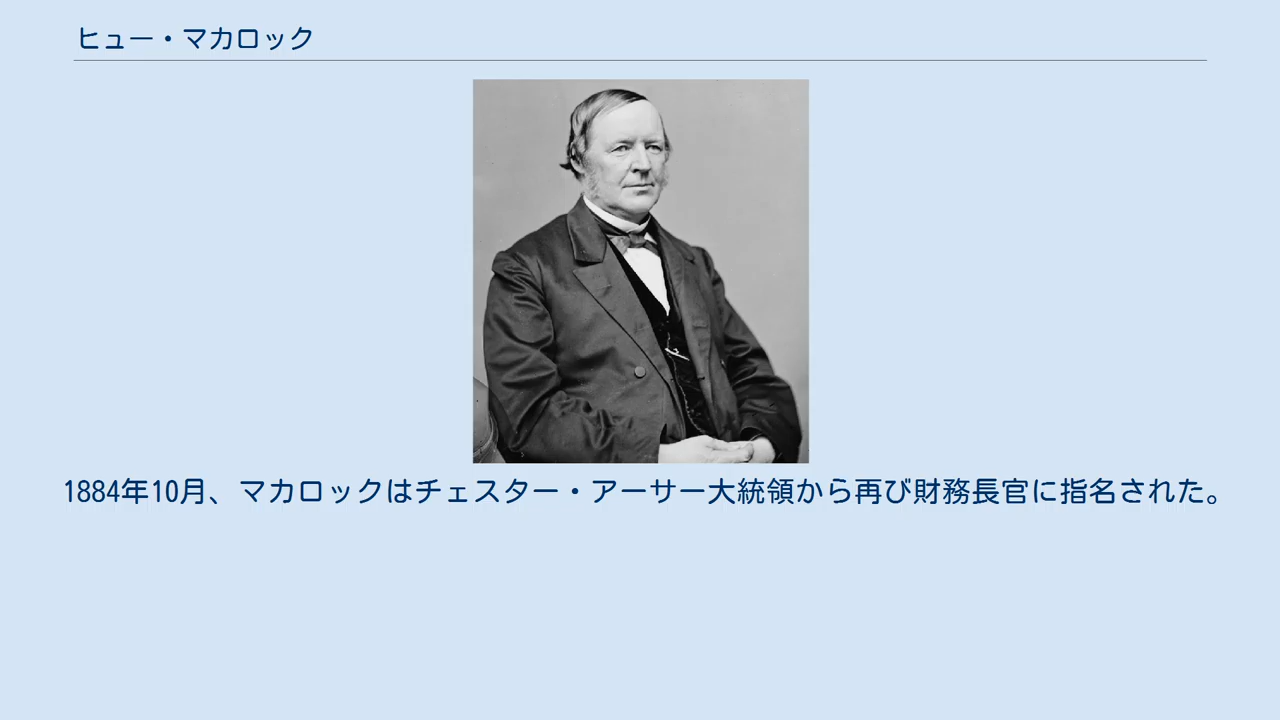 ヒュー・マカロック
1884年10月、マカロックはチェスター・アーサー大統領から再び財務長官に指名された。